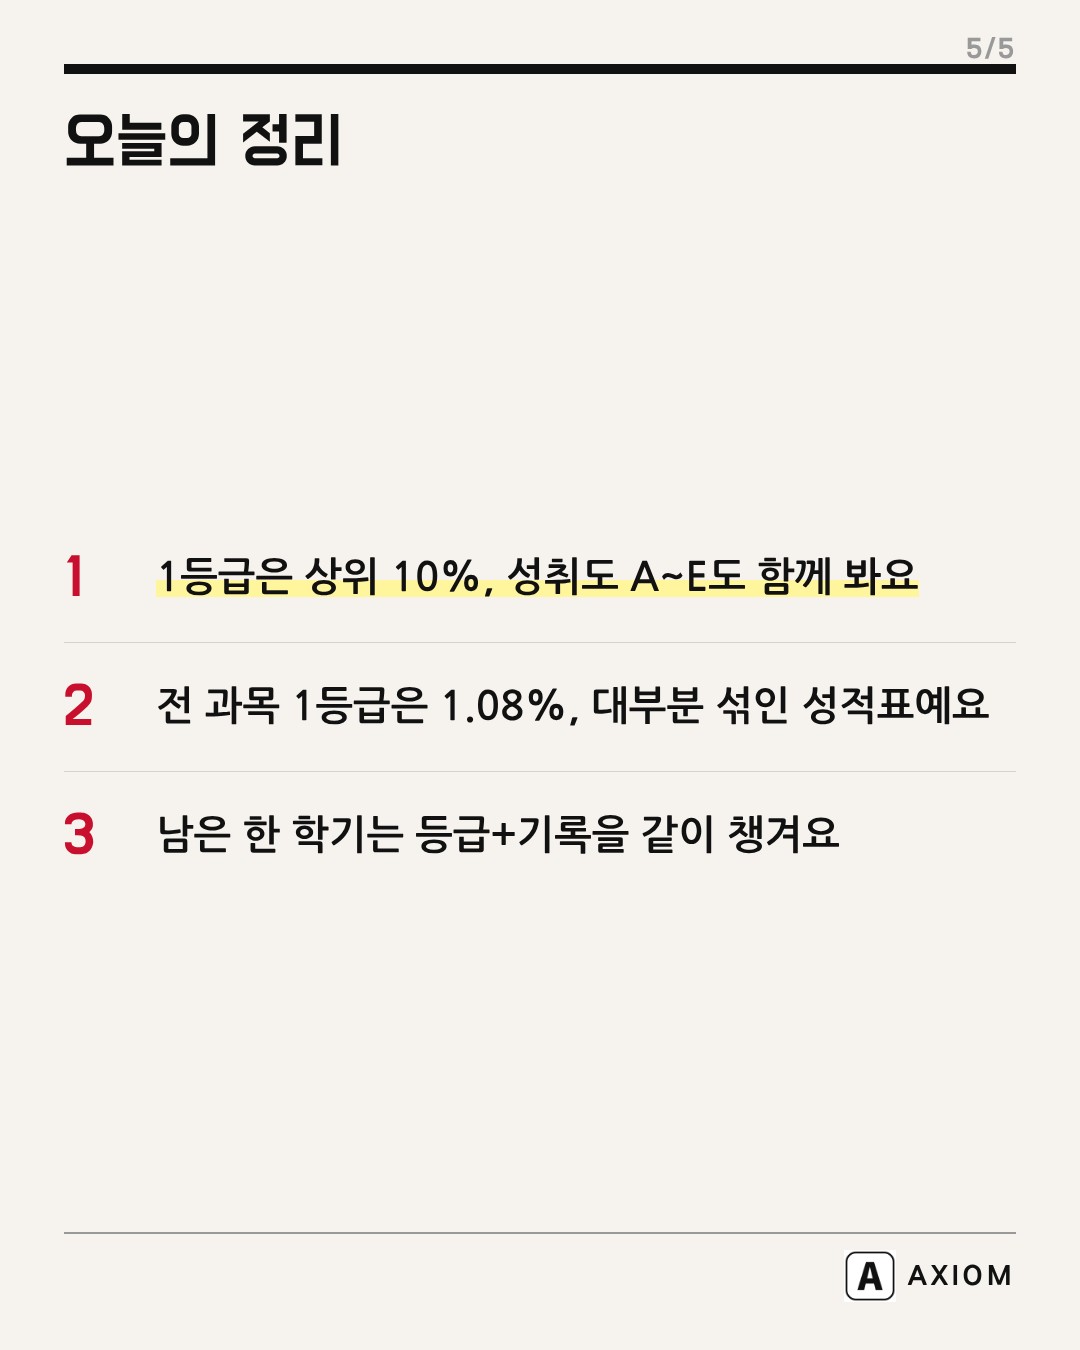 5/5
오늘의 정리
1 1등급은 상위 10%, 성취도 A~E도 함께 봐요
2 전 과목 1등급은 1.08%, 대부분 섞인 성적표예요
3 남은 한 학기는 등급+기록을 같이 챙겨요
A AXIOM